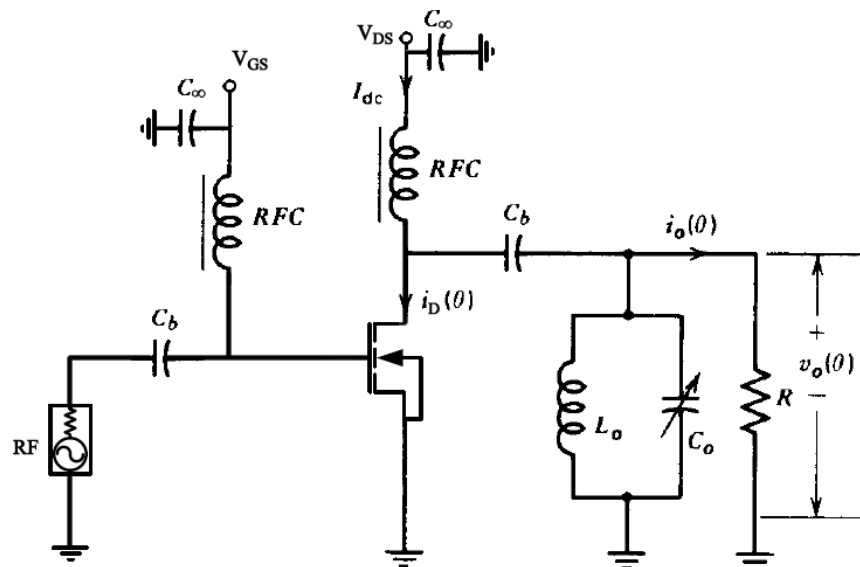 V_DS
C_∞
V_GS
C_∞
I_dc
RFC
RFC
C_b
i_o(θ)
i_D(θ)
C_b
+
v_o(θ)
−
R
L_o
C_o
RF